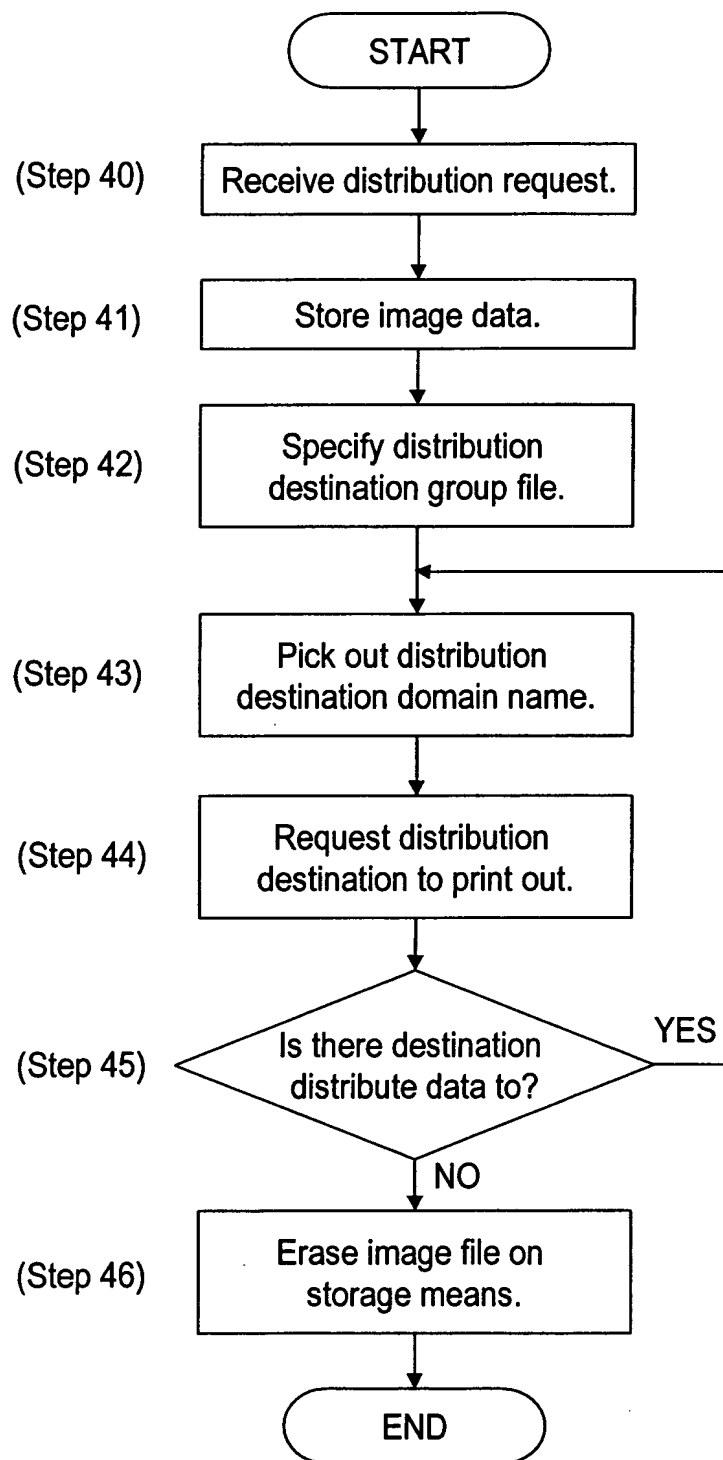 START
(Step 40)
Receive distribution request.
(Step 41)
Store image data.
(Step 42)
Specify distribution
destination group file.
(Step 43)
Pick out distribution
destination domain name.
(Step 44)
Request distribution
destination to print out.
(Step 45)
Is there destination
distribute data to?
YES
NO
(Step 46)
Erase image file on
storage means.
END